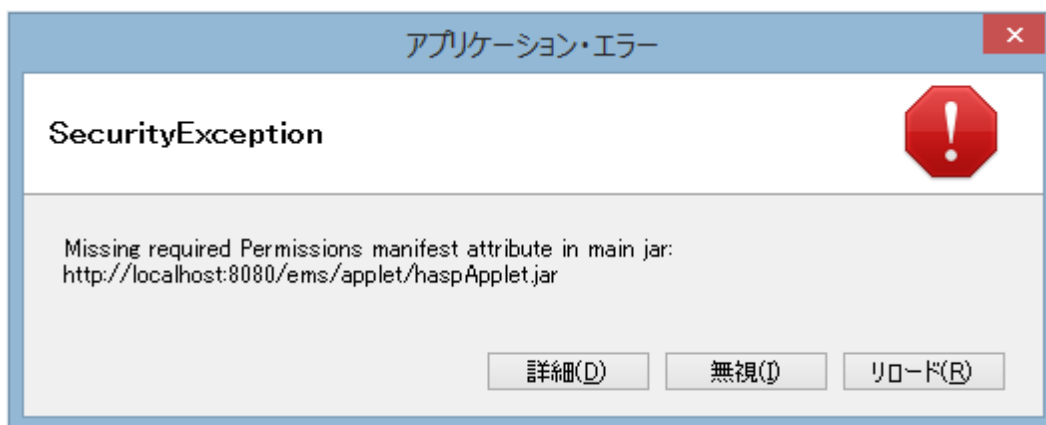 アプリケーション・エラー
SecurityException
Missing required Permissions manifest attribute in main jar:
http://localhost:8080/ems/applet/haspApplet.jar
詳細(D)
無視(I)
リロード(R)